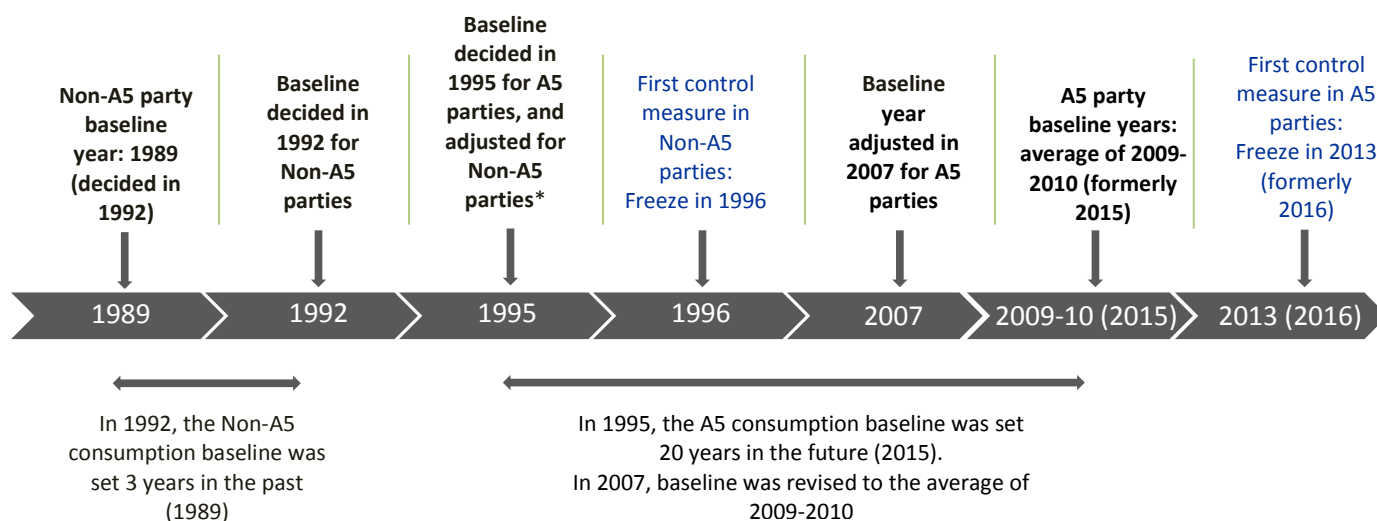 Non-A5 party
baseline
year: 1989
(decided in
1992)
Baseline
decided in
1992 for
Non-A5
parties
Baseline
decided in
1995 for A5
parties, and
adjusted for
Non-A5
parties*
First control
measure in
Non-A5
parties:
Freeze in 1996
Baseline
year
adjusted in
2007 for A5
parties
A5 party
baseline years:
average of 2009-
2010 (formerly
2015)
First control
measure in A5
parties:
Freeze in 2013
(formerly
2016)
1989
1992
1995
1996
2007
2009-10 (2015)
2013 (2016)
In 1992, the Non-A5
consumption baseline was
set 3 years in the past
(1989)
In 1995, the A5 consumption baseline was set
20 years in the future (2015).
In 2007, baseline was revised to the average of
2009-2010